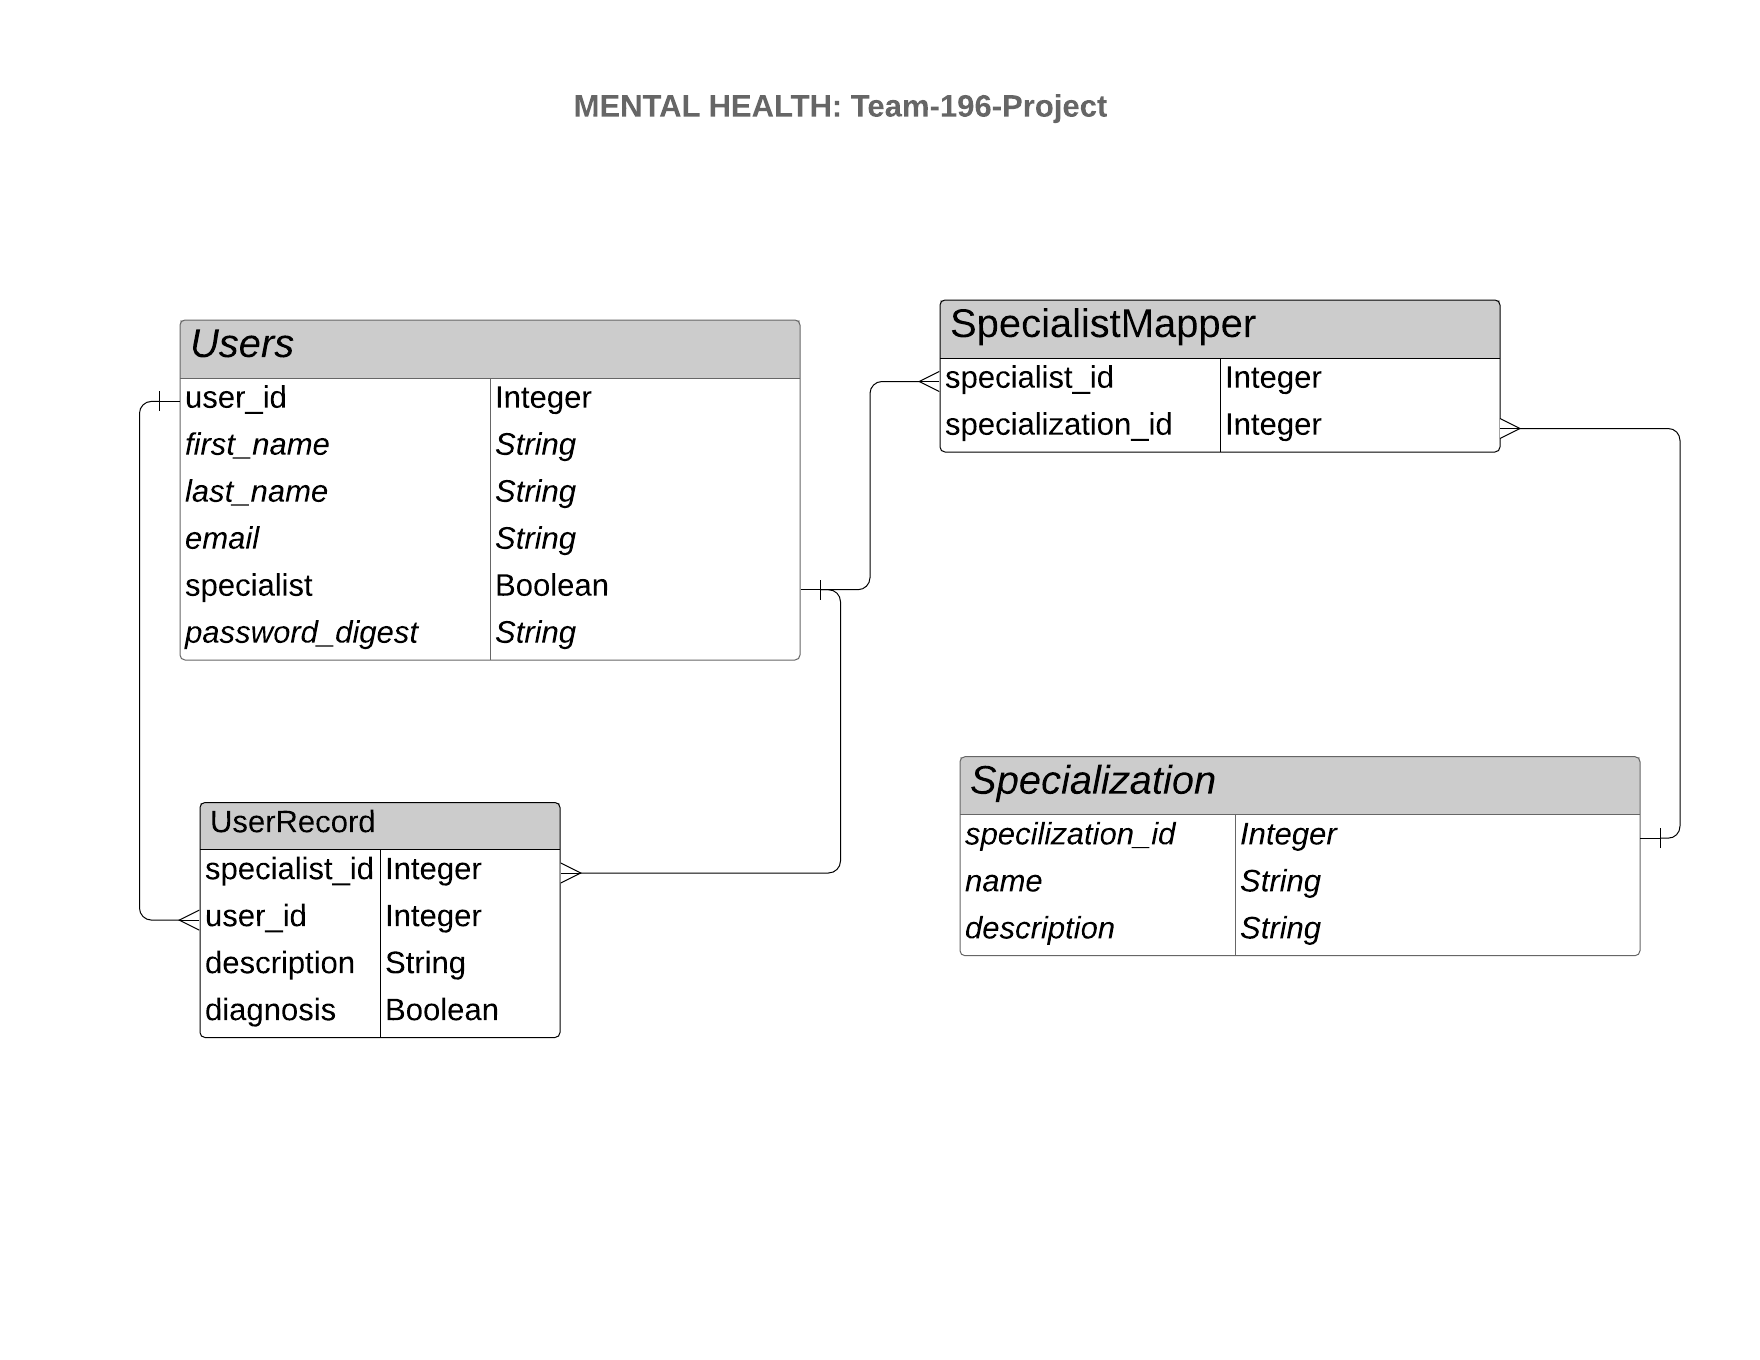 MENTAL HEALTH: Team-196-Project
Users
user_id Integer
first_name String
last_name String
email String
specialist Boolean
password_digest String
SpecialistMapper
specialist_id Integer
specialization_id Integer
UserRecord
specialist_id Integer
user_id Integer
description String
diagnosis Boolean
Specialization
specilization_id Integer
name String
description String